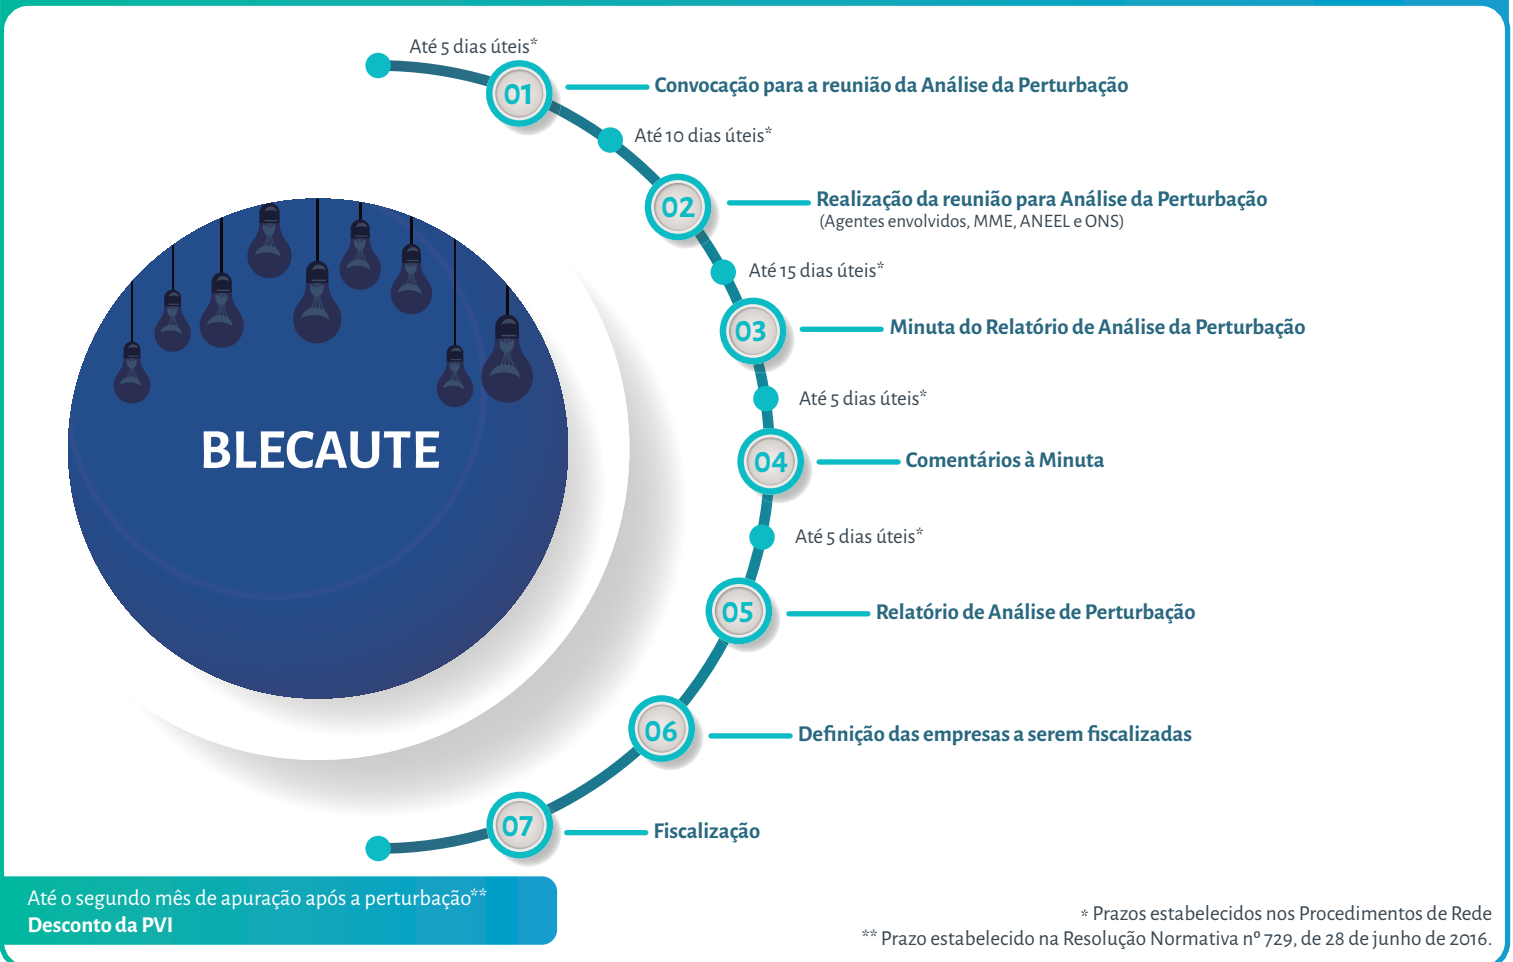 Até 5 dias úteis*
01
Convocação para a reunião da Análise da Perturbação
Até 10 dias úteis*
02
Realização da reunião para Análise da Perturbação
(Agentes envolvidos, MME, ANEEL e ONS)
Até 15 dias úteis*
03
Minuta do Relatório de Análise da Perturbação
Até 5 dias úteis*
BLECAUTE
04
Comentários à Minuta
Até 5 dias úteis*
05
Relatório de Análise de Perturbação
06
Definição das empresas a serem fiscalizadas
07
Fiscalização
Até o segundo mês de apuração após a perturbação**
Desconto da PVI
* Prazos estabelecidos nos Procedimentos de Rede
** Prazo estabelecido na Resolução Normativa nº 729, de 28 de junho de 2016.